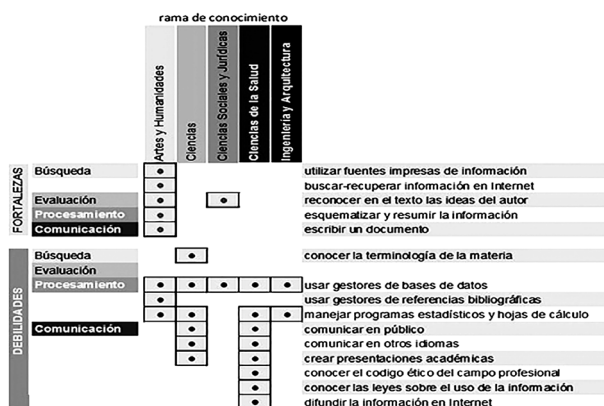 rama de conocimiento
Artes y Humanidades
Ciencias
Ciencias Sociales y Jurídicas
Ciencias de la Salud
Ingeniería y Arquitectura
FORTALEZAS
Búsqueda
utilizar fuentes impresas de información
buscar-recuperar información en Internet
Evaluación
reconocer en el texto las ideas del autor
Procesamiento
esquematizar y resumir la información
Comunicación
escribir un documento
DEBILIDADES
Búsqueda
conocer la terminología de la materia
Evaluación
Procesamiento
usar gestores de bases de datos
usar gestores de referencias bibliográficas
manejar programas estadísticos y hojas de cálculo
Comunicación
comunicar en público
comunicar en otros idiomas
crear presentaciones académicas
conocer el codigo ético del campo profesional
conocer las leyes sobre el uso de la información
difundir la información en Internet